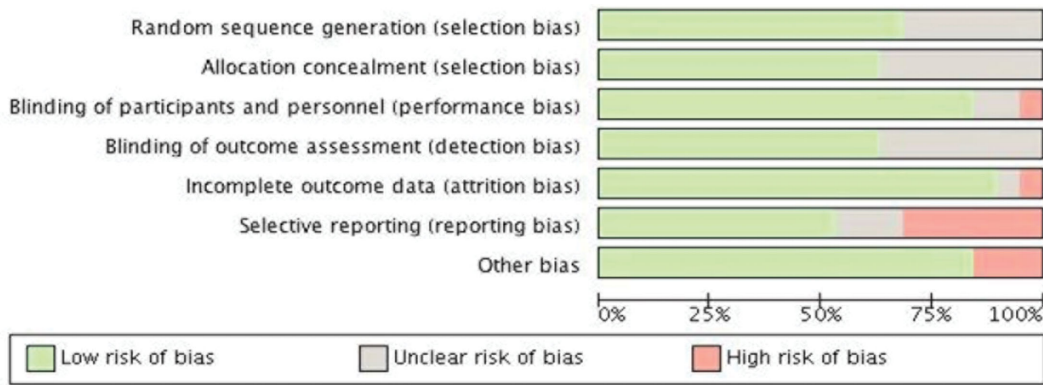 Random sequence generation (selection bias)
Allocation concealment (selection bias)
Blinding of participants and personnel (performance bias)
Blinding of outcome assessment (detection bias)
Incomplete outcome data (attrition bias)
Selective reporting (reporting bias)
Other bias
0% 25% 50% 75% 100%
Low risk of bias Unclear risk of bias High risk of bias